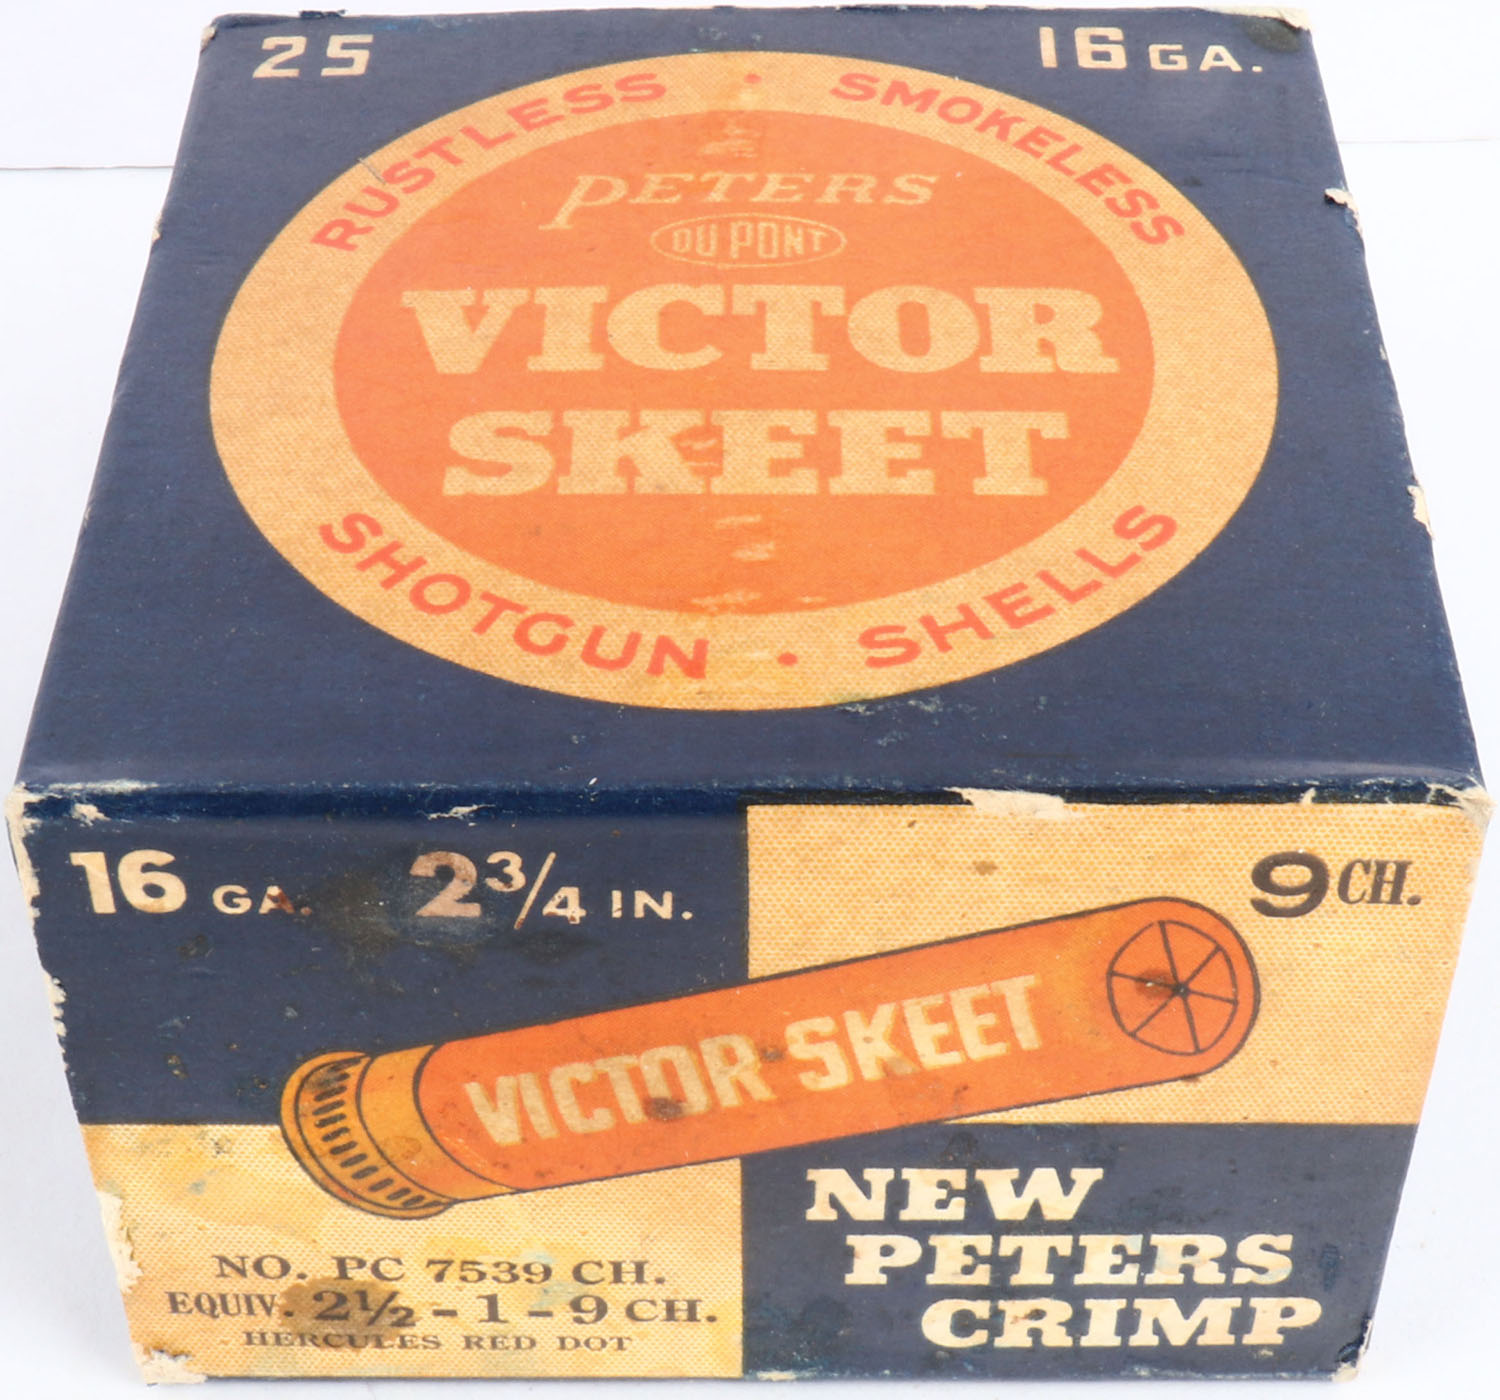 25
16 GA.
RUSTLESS • SMOKELESS
PETERS
DU PONT
VICTOR
SKEET
SHOTGUN • SHELLS
16 GA. 2 3/4 IN.
9 CH.
VICTOR-SKEET
NO. PC 7539 CH.
EQUIV. 2½-1-9 CH.
HERCULES RED DOT
NEW
PETERS
CRIMP